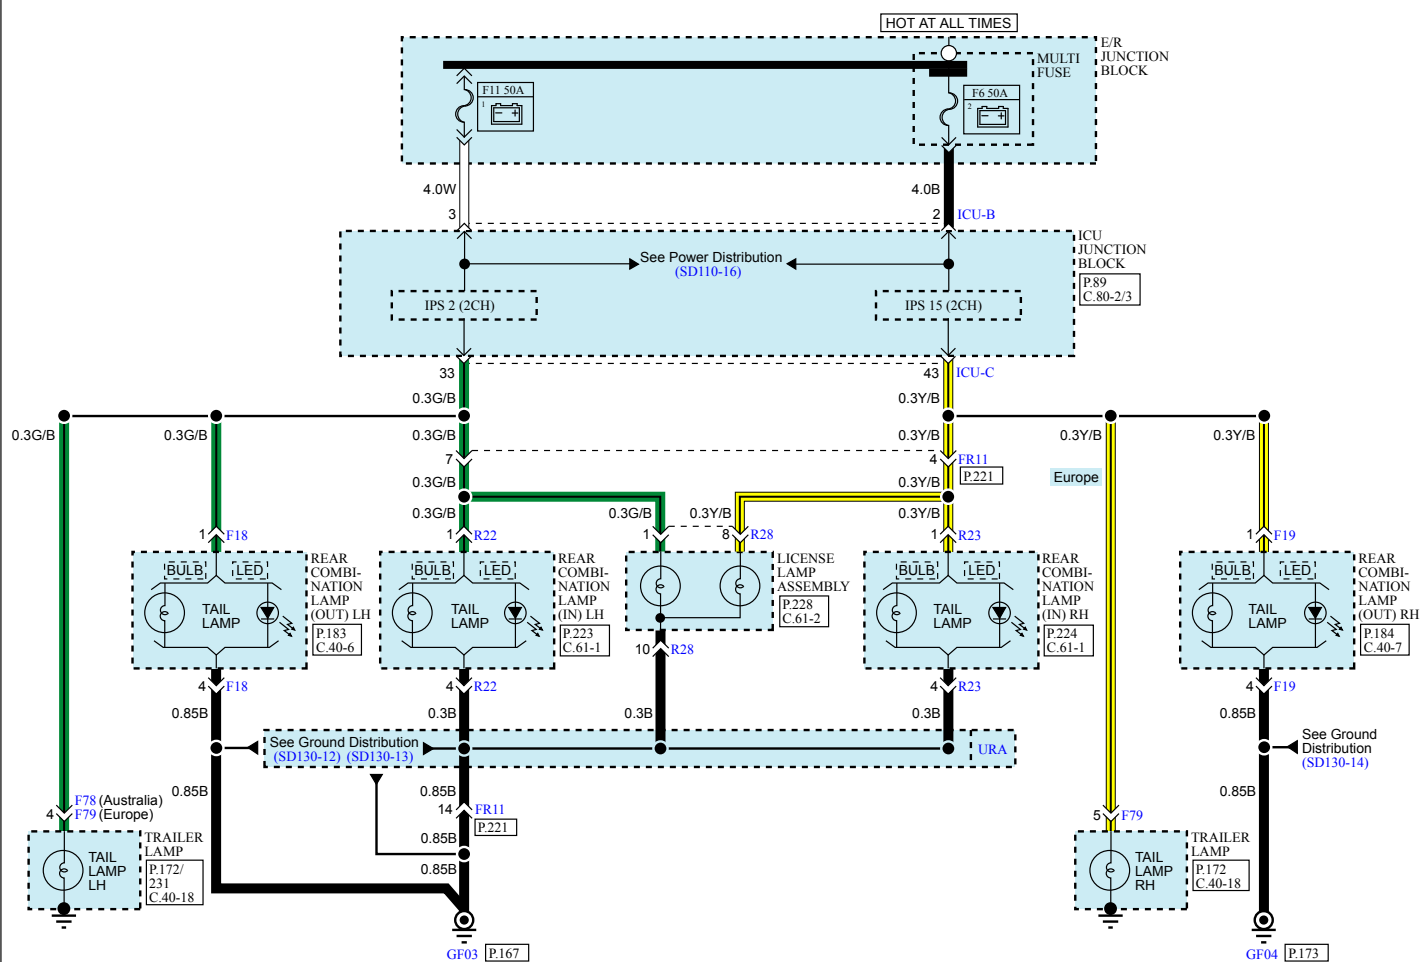 HOT AT ALL TIMES
E/R
JUNCTION
BLOCK
MULTI
FUSE
F11 50A
1
F6 50A
2
4.0W
4.0B
3
2
ICU-B
ICU
JUNCTION
BLOCK
P.89
C.80-2/3
See Power Distribution
(SD110-16)
IPS 2 (2CH)
IPS 15 (2CH)
33
43
ICU-C
0.3G/B
0.3Y/B
0.3G/B
0.3G/B
0.3G/B
0.3Y/B
0.3Y/B
0.3Y/B
7
4
FR11
P.221
Europe
0.3G/B
0.3Y/B
0.3G/B
0.3G/B
0.3Y/B
0.3Y/B
1
F18
1
R22
1
8
R28
1
R23
1
F19
BULB
LED
TAIL
LAMP
REAR
COMBI-
NATION
LAMP
(OUT) LH
P.183
C.40-6
BULB
LED
TAIL
LAMP
REAR
COMBI-
NATION
LAMP
(IN) LH
P.223
C.61-1
LICENSE
LAMP
ASSEMBLY
P.228
C.61-2
BULB
LED
TAIL
LAMP
REAR
COMBI-
NATION
LAMP
(IN) RH
P.224
C.61-1
BULB
LED
TAIL
LAMP
REAR
COMBI-
NATION
LAMP
(OUT) RH
P.184
C.40-7
10
R28
4
F18
4
R22
4
R23
4
F19
0.85B
0.3B
0.3B
0.3B
0.85B
See Ground Distribution
(SD130-12) (SD130-13)
URA
See Ground
Distribution
(SD130-14)
0.85B
0.85B
0.85B
14
FR11
P.221
0.85B
0.85B
F78 (Australia)
4
F79 (Europe)
TRAILER
LAMP
P.172/
231
C.40-18
TAIL
LAMP
LH
5
F79
TRAILER
LAMP
P.172
C.40-18
TAIL
LAMP
RH
GF03
P.167
GF04
P.173